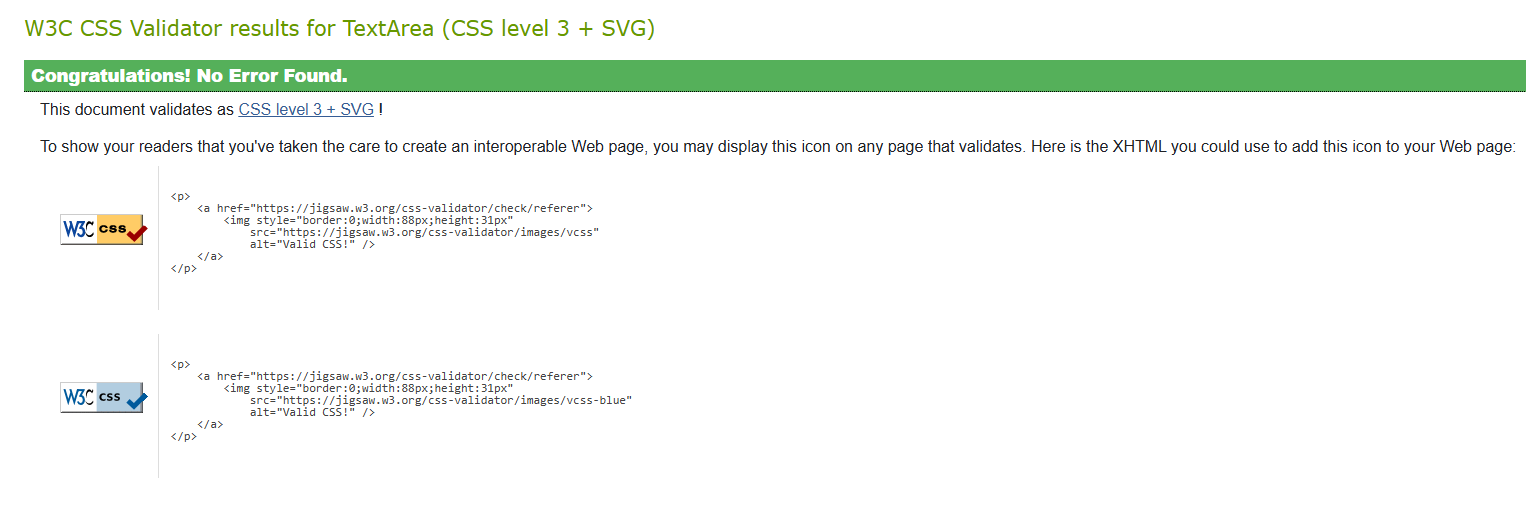 W3C CSS Validator results for TextArea (CSS level 3 + SVG)
Congratulations! No Error Found.
This document validates as CSS level 3 + SVG !
To show your readers that you've taken the care to create an interoperable Web page, you may display this icon on any page that validates. Here is the XHTML you could use to add this icon to your Web page:
W3C css
<p>
    <a href="https://jigsaw.w3.org/css-validator/check/referer">
        <img style="border:0;width:88px;height:31px"
            src="https://jigsaw.w3.org/css-validator/images/vcss"
            alt="Valid CSS!" />
    </a>
</p>
W3C css
<p>
    <a href="https://jigsaw.w3.org/css-validator/check/referer">
        <img style="border:0;width:88px;height:31px"
            src="https://jigsaw.w3.org/css-validator/images/vcss-blue"
            alt="Valid CSS!" />
    </a>
</p>